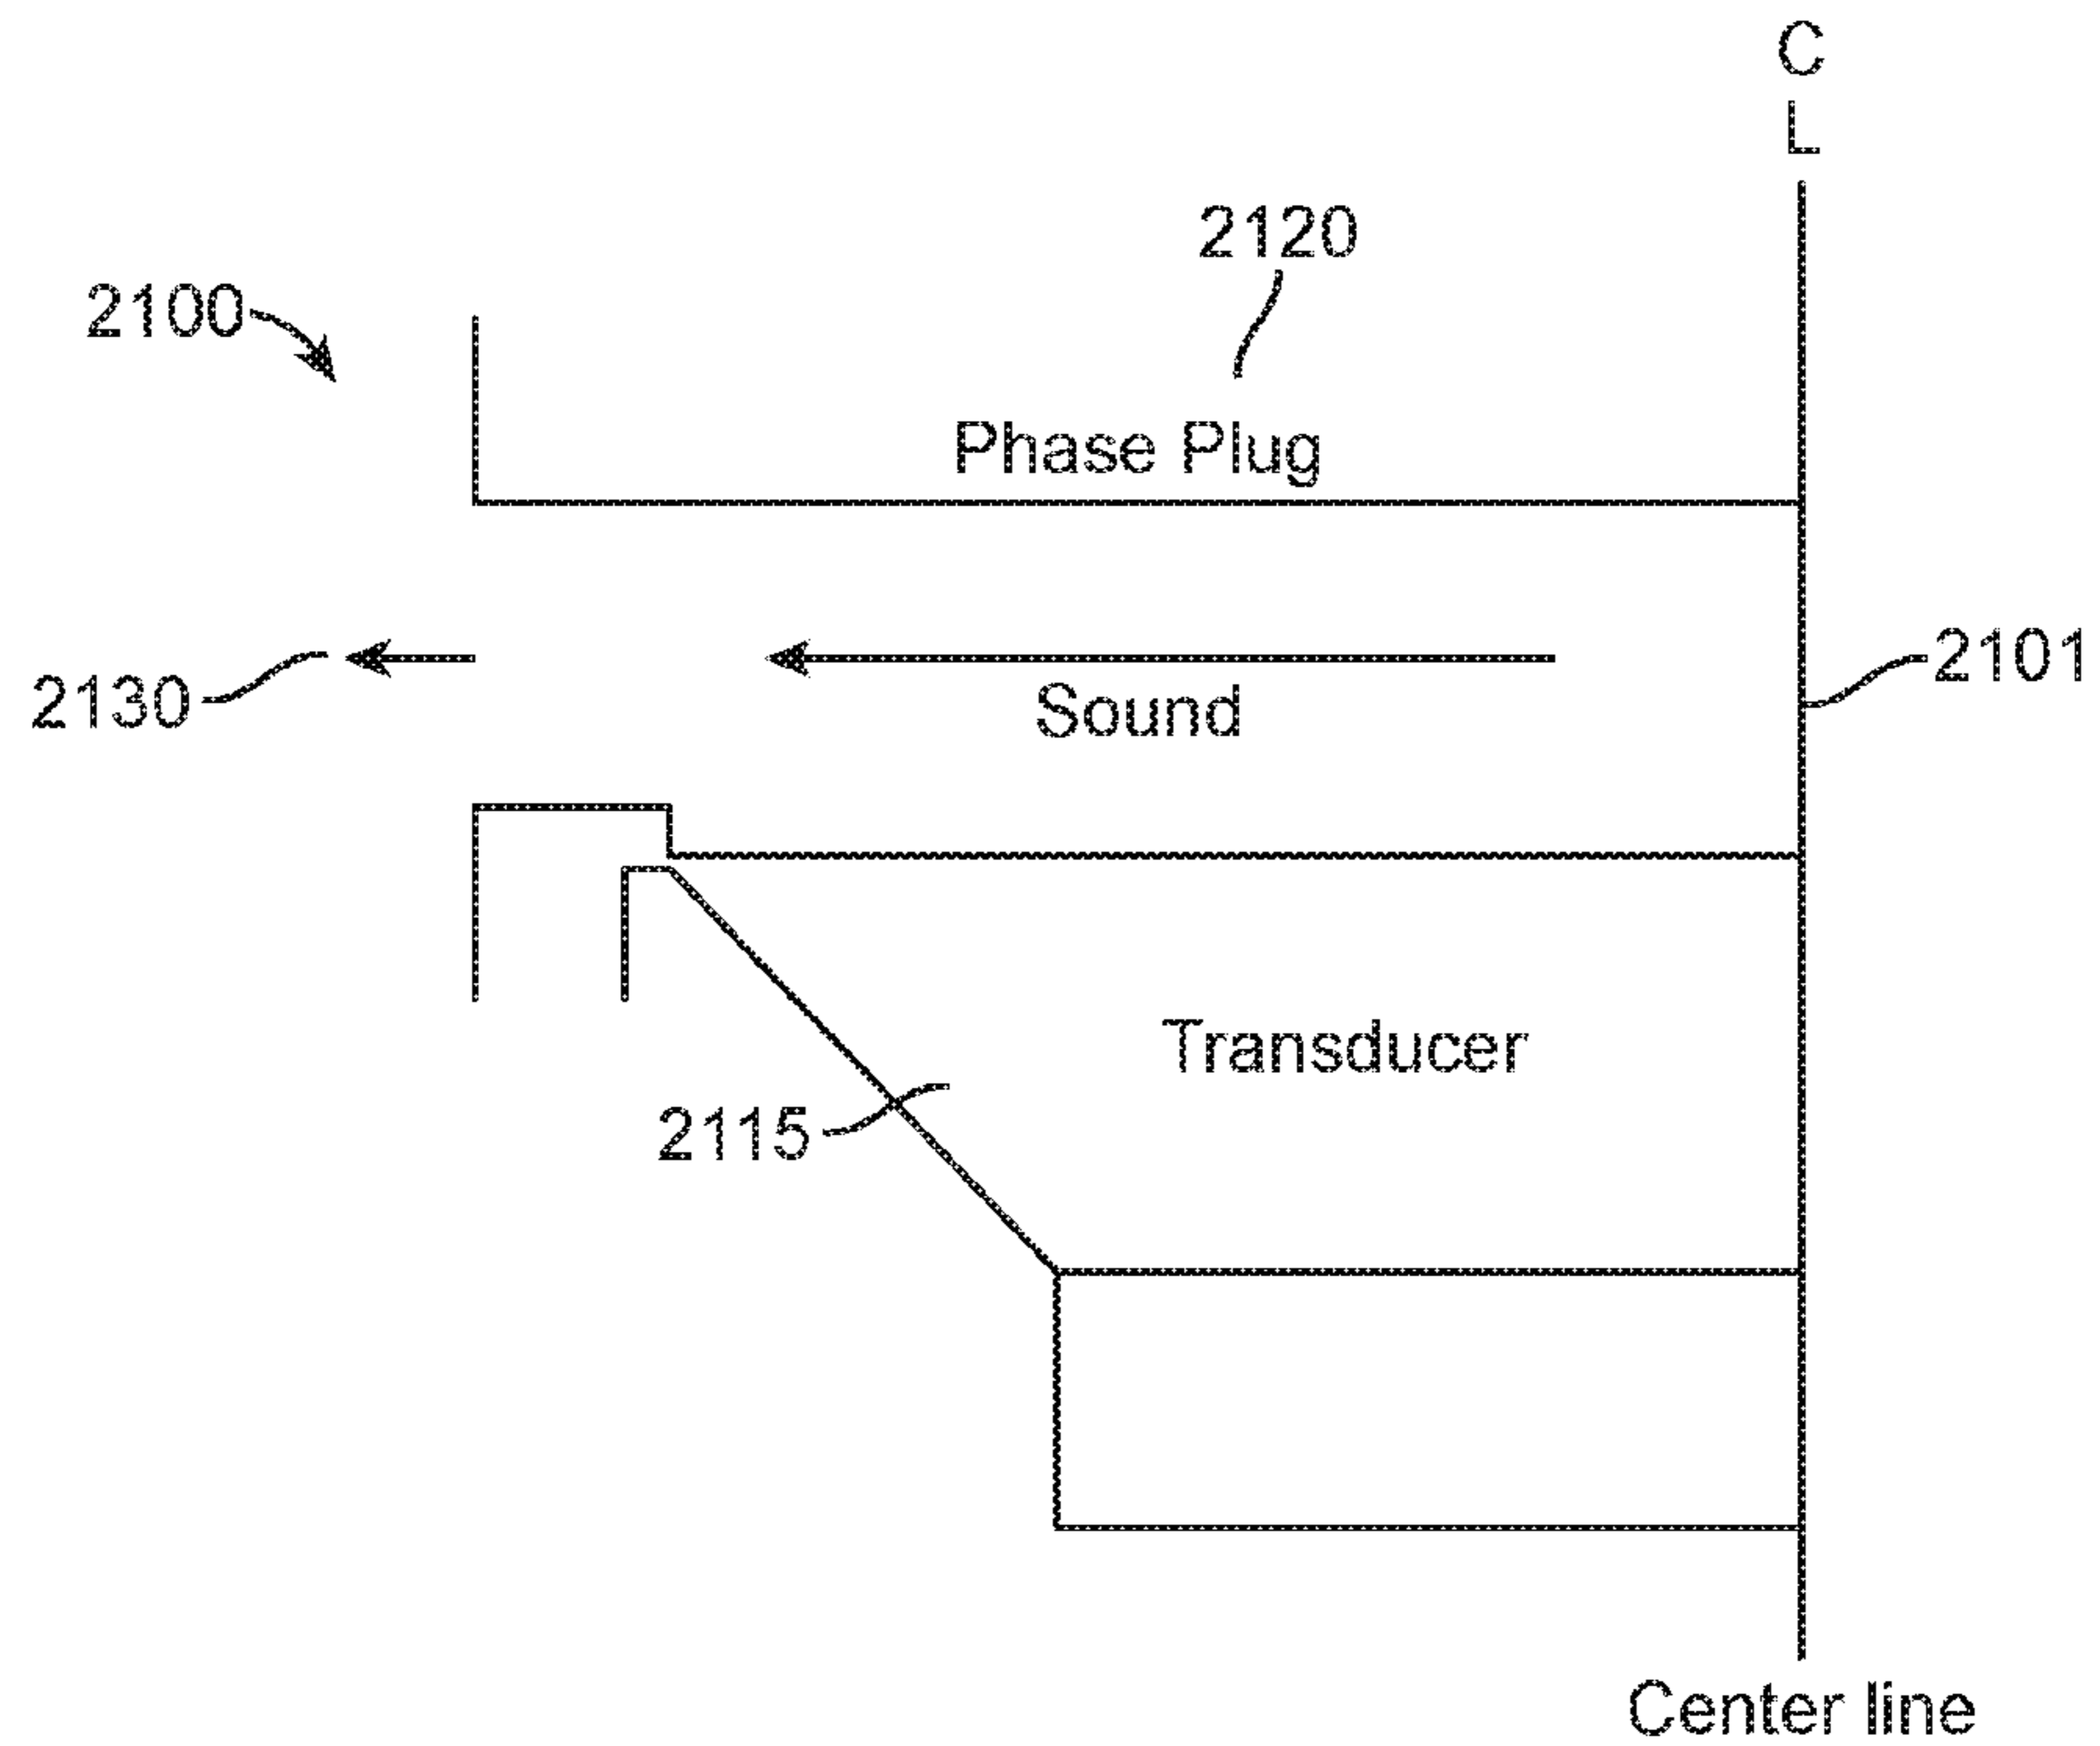 C
L
2120
2100
Phase Plug
2130
Sound
2101
Transducer
2115
Center line